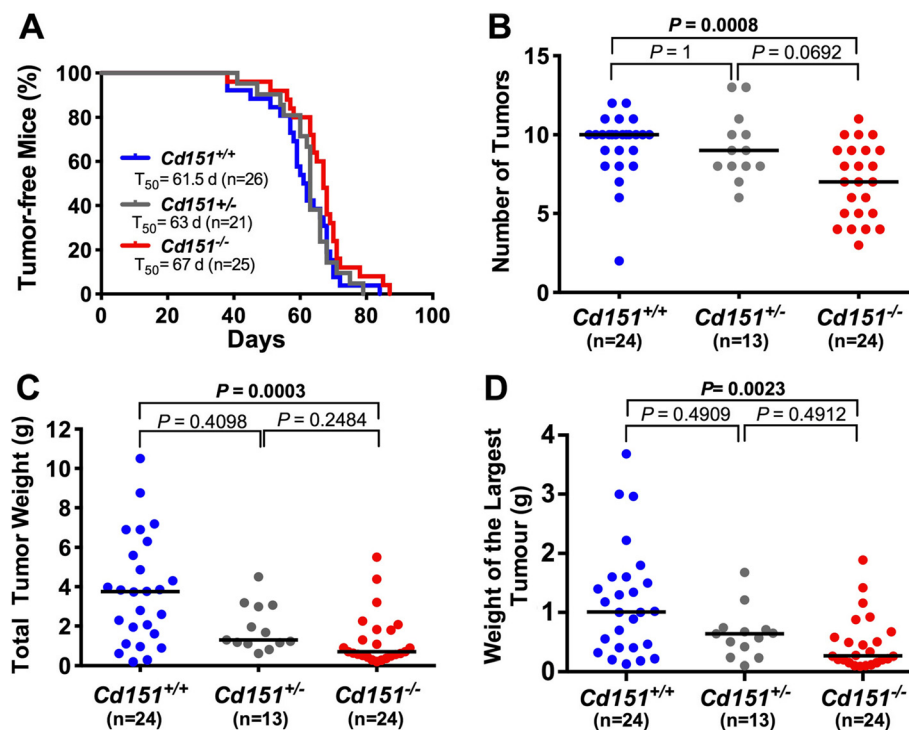 A
Tumor-free Mice (%)
100
80
60
40
20
0
Cd151+/+
T50= 61.5 d (n=26)
Cd151+/-
T50= 63 d (n=21)
Cd151-/-
T50= 67 d (n=25)
0 20 40 60 80 100
Days
B
P = 0.0008
P = 1
P = 0.0692
Number of Tumors
15
10
5
0
Cd151+/+ Cd151+/- Cd151-/-
(n=24) (n=13) (n=24)
C
P = 0.0003
P = 0.4098
P = 0.2484
Total Tumor Weight (g)
12
10
8
6
4
2
0
Cd151+/+ Cd151+/- Cd151-/-
(n=24) (n=13) (n=24)
D
P= 0.0023
P = 0.4909
P = 0.4912
Weight of the Largest
Tumour (g)
4
3
2
1
0
Cd151+/+ Cd151+/- Cd151-/-
(n=24) (n=13) (n=24)